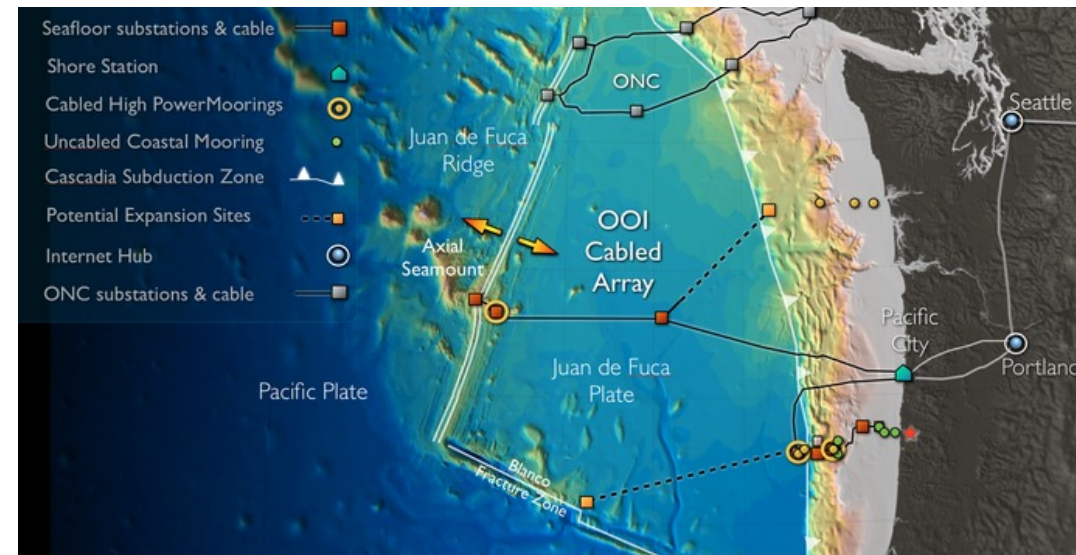 Seafloor substations & cable
Shore Station
Cabled High PowerMoorings
Uncabled Coastal Mooring
Cascadia Subduction Zone
Potential Expansion Sites
Internet Hub
ONC substations & cable
ONC
Seattle
Juan de Fuca
Ridge
OOI
Cabled
Array
Axial
Seamount
Pacific
City
Portland
Juan de Fuca
Plate
Pacific Plate
Blanco
Fracture Zone